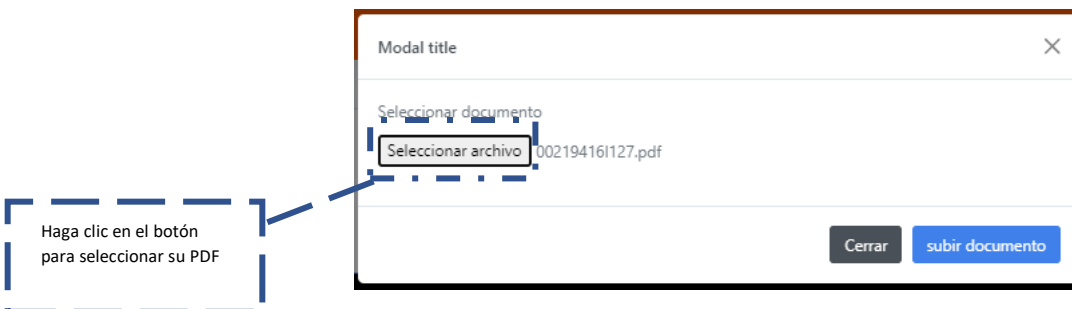 Modal title
Seleccionar documento
Seleccionar archivo 00219416I127.pdf
Haga clic en el botón
para seleccionar su PDF
Cerrar subir documento